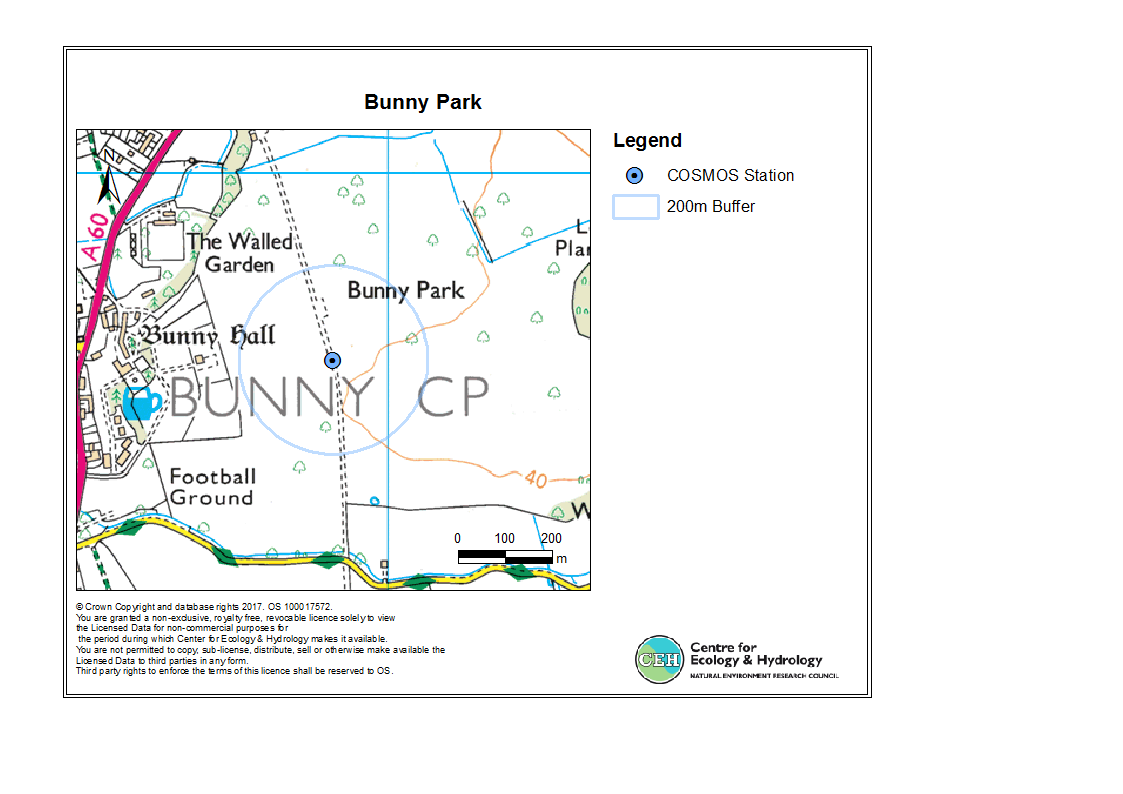 Bunny Park
Legend
COSMOS Station
200m Buffer
N
A 60
The Walled
Garden
Bunny Park
Bunny Hall
BUNNY CP
Football
Ground
40
0 100 200
m
© Crown Copyright and database rights 2017. OS 100017572.
You are granted a non-exclusive, royalty free, revocable licence solely to view
the Licensed Data for non-commercial purposes for
the period during which Center for Ecology & Hydrology makes it available.
You are not permitted to copy, sub-license, distribute, sell or otherwise make available the
Licensed Data to third parties in any form.
Third party rights to enforce the terms of this licence shall be reserved to OS.
CEH
Centre for
Ecology & Hydrology
NATURAL ENVIRONMENT RESEARCH COUNCIL